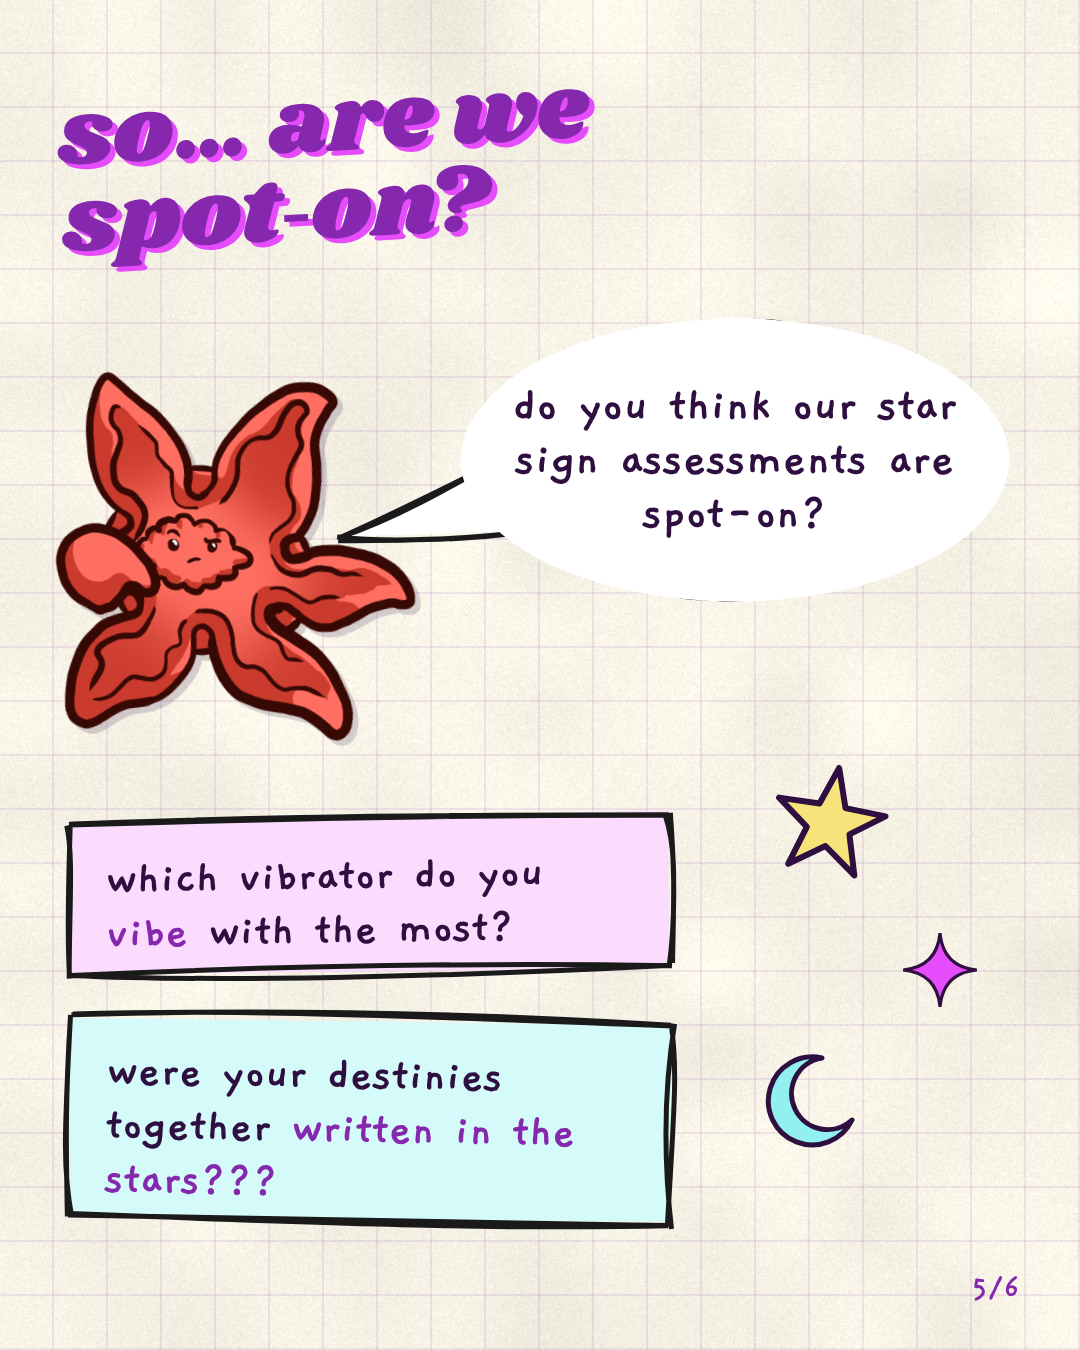 so... are we
spot-on?
do you think our star
sign assessments are
spot-on?
which vibrator do you
vibe with the most?
were your destinies
together written in the
stars???
5/6